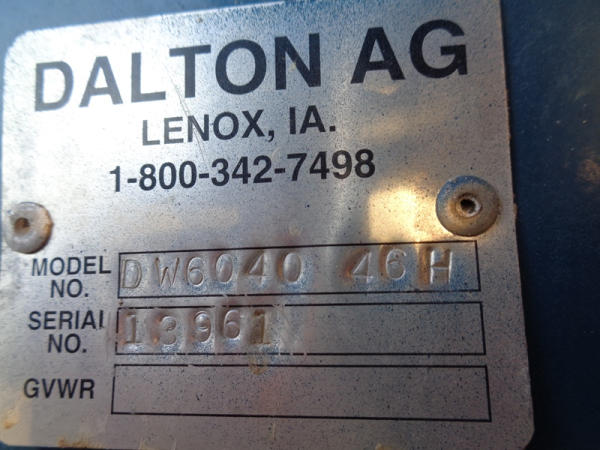 DALTON AG
LENOX, IA.
1-800-342-7498
MODEL NO. DW6040 46H
SERIAL NO. 13961
GVWR